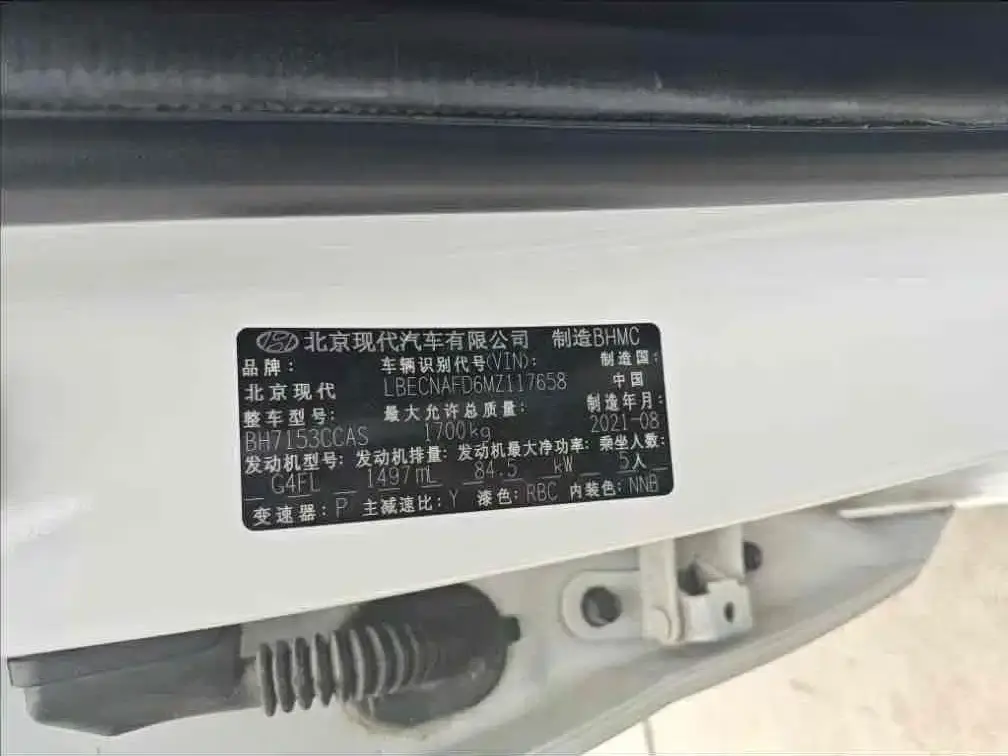 北京现代汽车有限公司 制造BHMC
品牌: 车辆识别代号(VIN): 制造国:
北京现代 LBECNAFD6MZ117658 中国
整车型号: 最大允许总质量: 制造年月:
BH7153CCAS 1700kg 2021-08
发动机型号: 发动机排量: 发动机最大净功率: 乘坐人数:
G4FL 1497mL 84.5 kW 5人
变速器: P 主减速比: Y 漆色: RBC 内装色: NNB